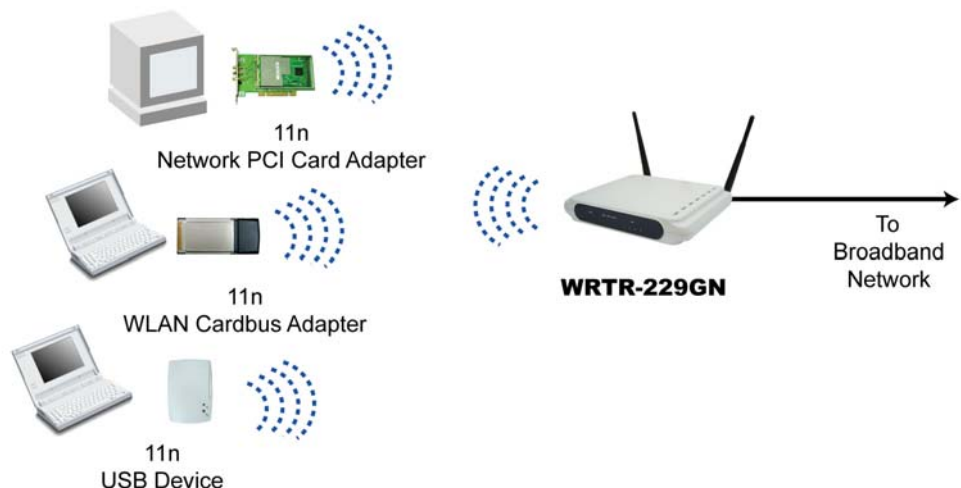 11n
Network PCI Card Adapter
11n
WLAN Cardbus Adapter
11n
USB Device
WRTR-229GN
To
Broadband
Network